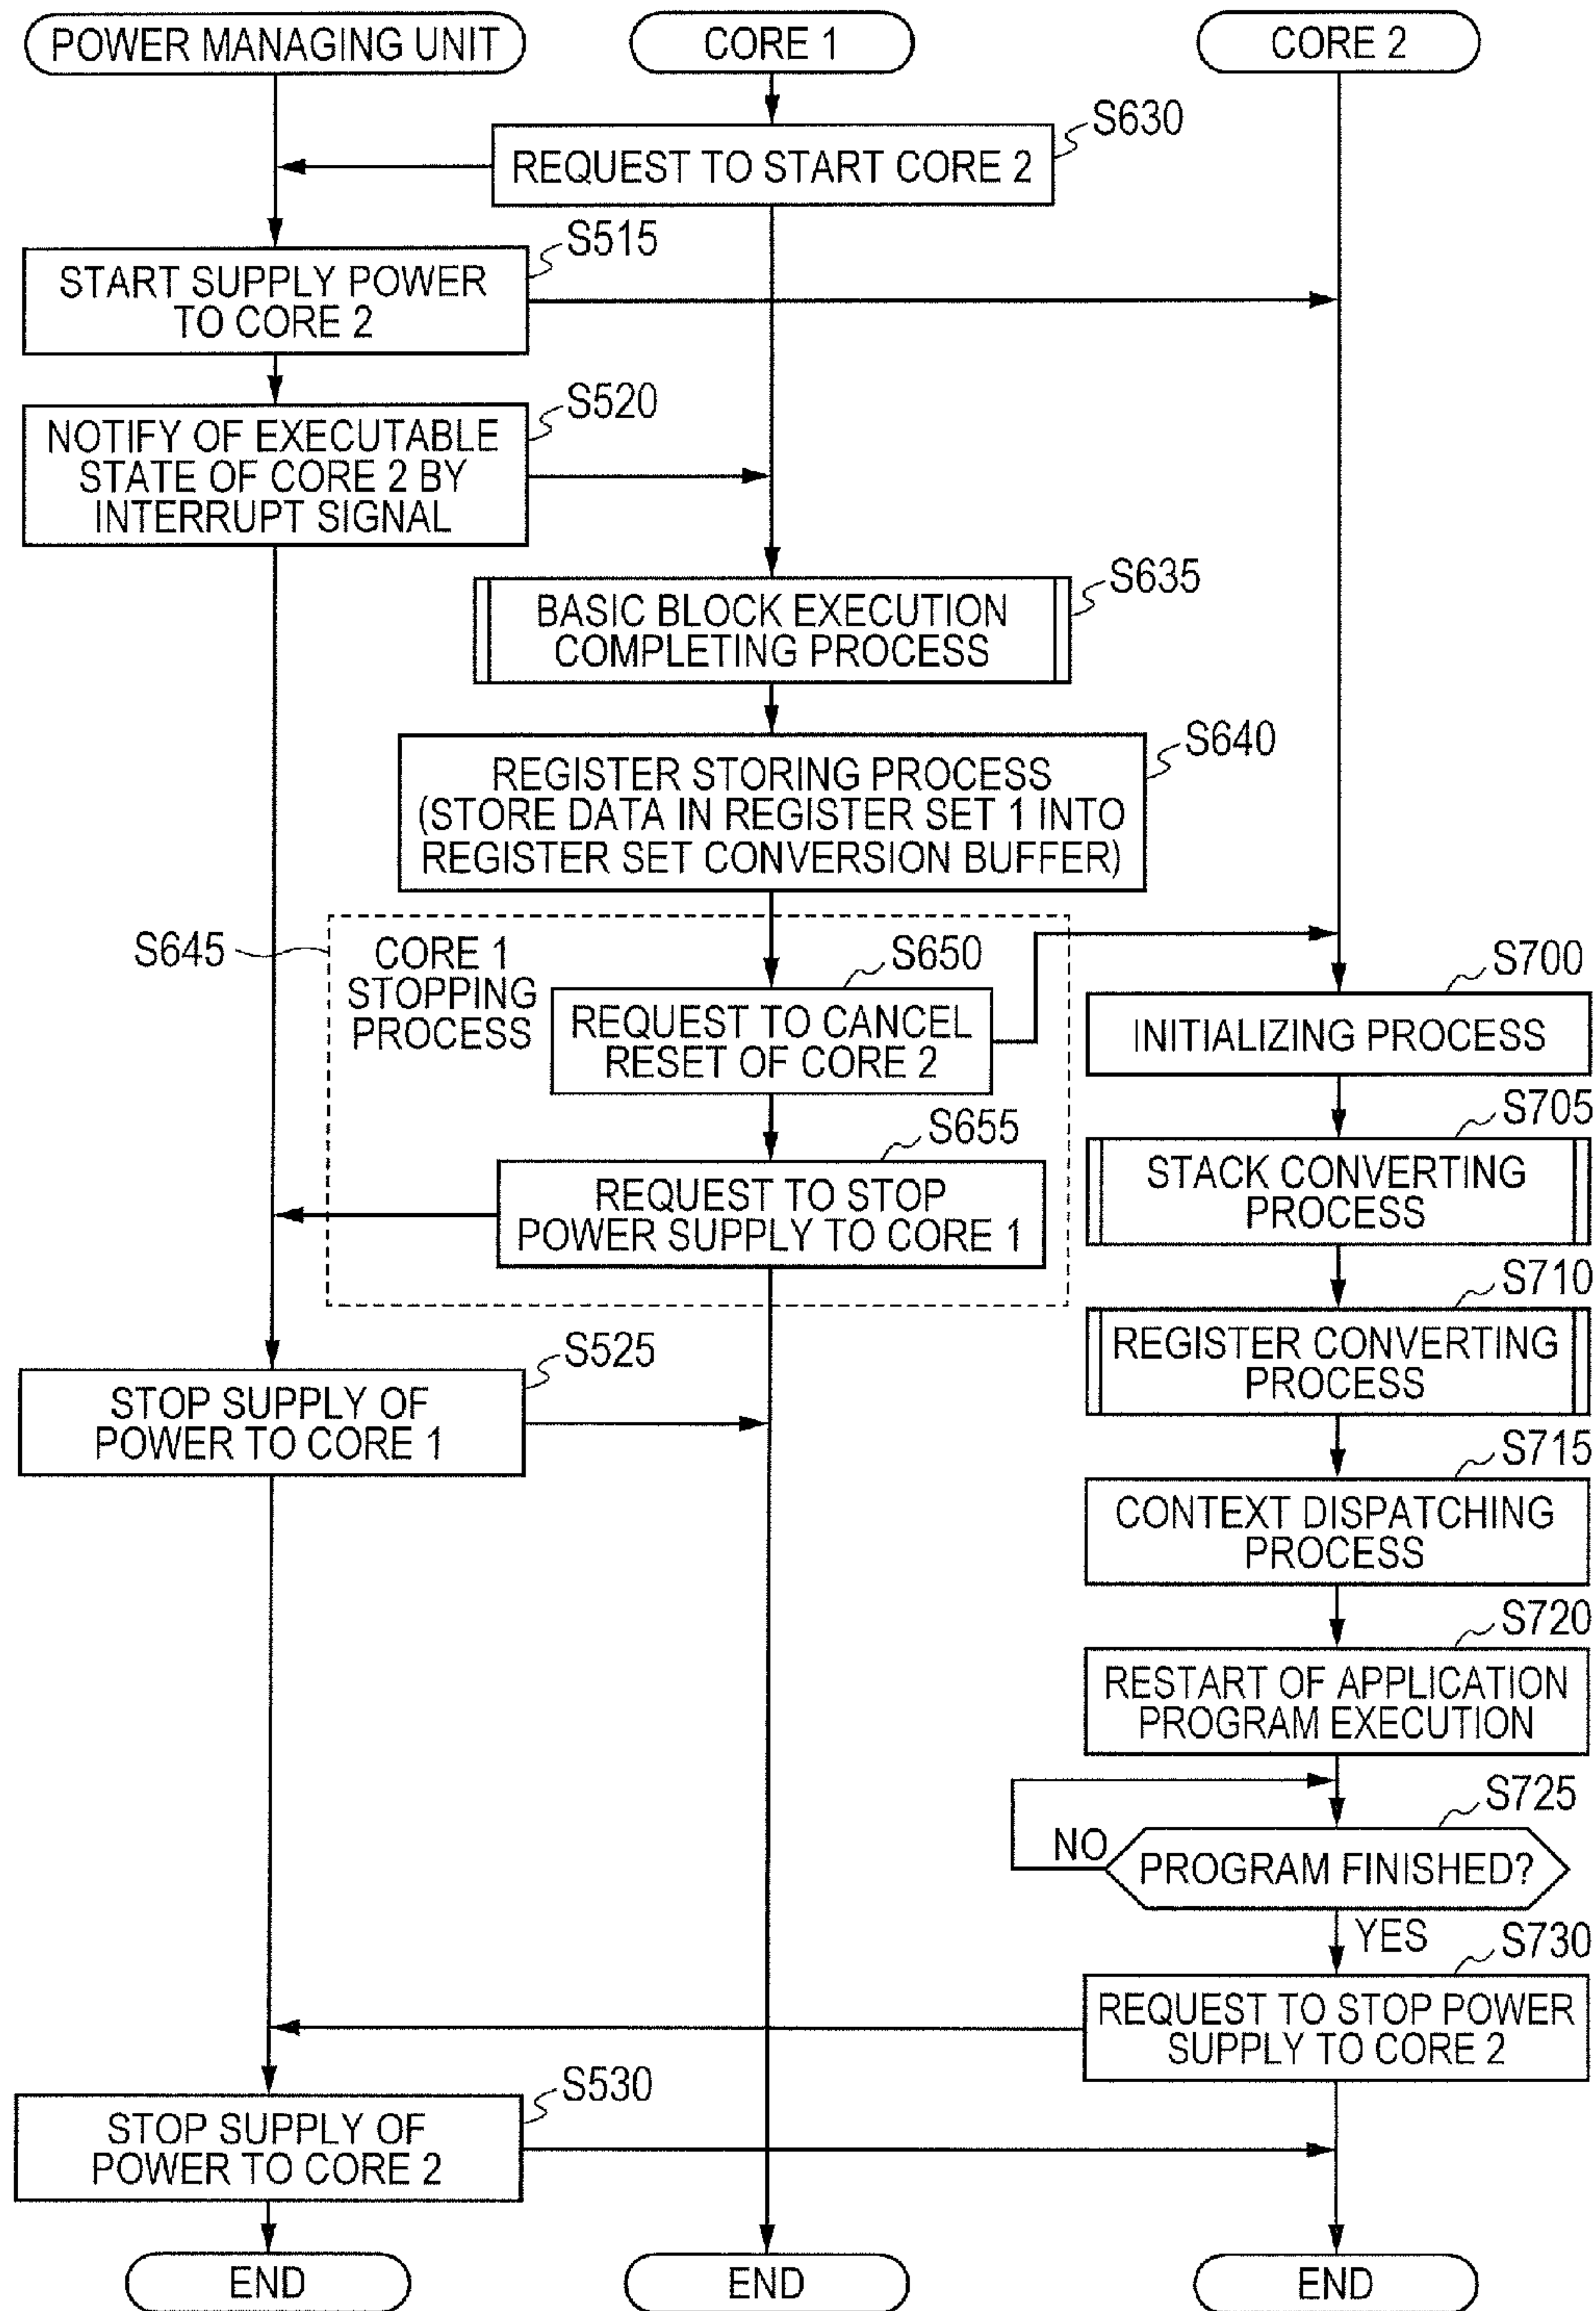 POWER MANAGING UNIT
CORE 1
CORE 2
S630
REQUEST TO START CORE 2
S515
START SUPPLY POWER
TO CORE 2
S520
NOTIFY OF EXECUTABLE
STATE OF CORE 2 BY
INTERRUPT SIGNAL
S635
BASIC BLOCK EXECUTION
COMPLETING PROCESS
S640
REGISTER STORING PROCESS
(STORE DATA IN REGISTER SET 1 INTO
REGISTER SET CONVERSION BUFFER)
S645
CORE 1
STOPPING
PROCESS
S650
REQUEST TO CANCEL
RESET OF CORE 2
S700
INITIALIZING PROCESS
S655
REQUEST TO STOP
POWER SUPPLY TO CORE 1
S705
STACK CONVERTING
PROCESS
S710
REGISTER CONVERTING
PROCESS
S525
STOP SUPPLY OF
POWER TO CORE 1
S715
CONTEXT DISPATCHING
PROCESS
S720
RESTART OF APPLICATION
PROGRAM EXECUTION
S725
NO
PROGRAM FINISHED?
YES
S730
REQUEST TO STOP POWER
SUPPLY TO CORE 2
S530
STOP SUPPLY OF
POWER TO CORE 2
END
END
END